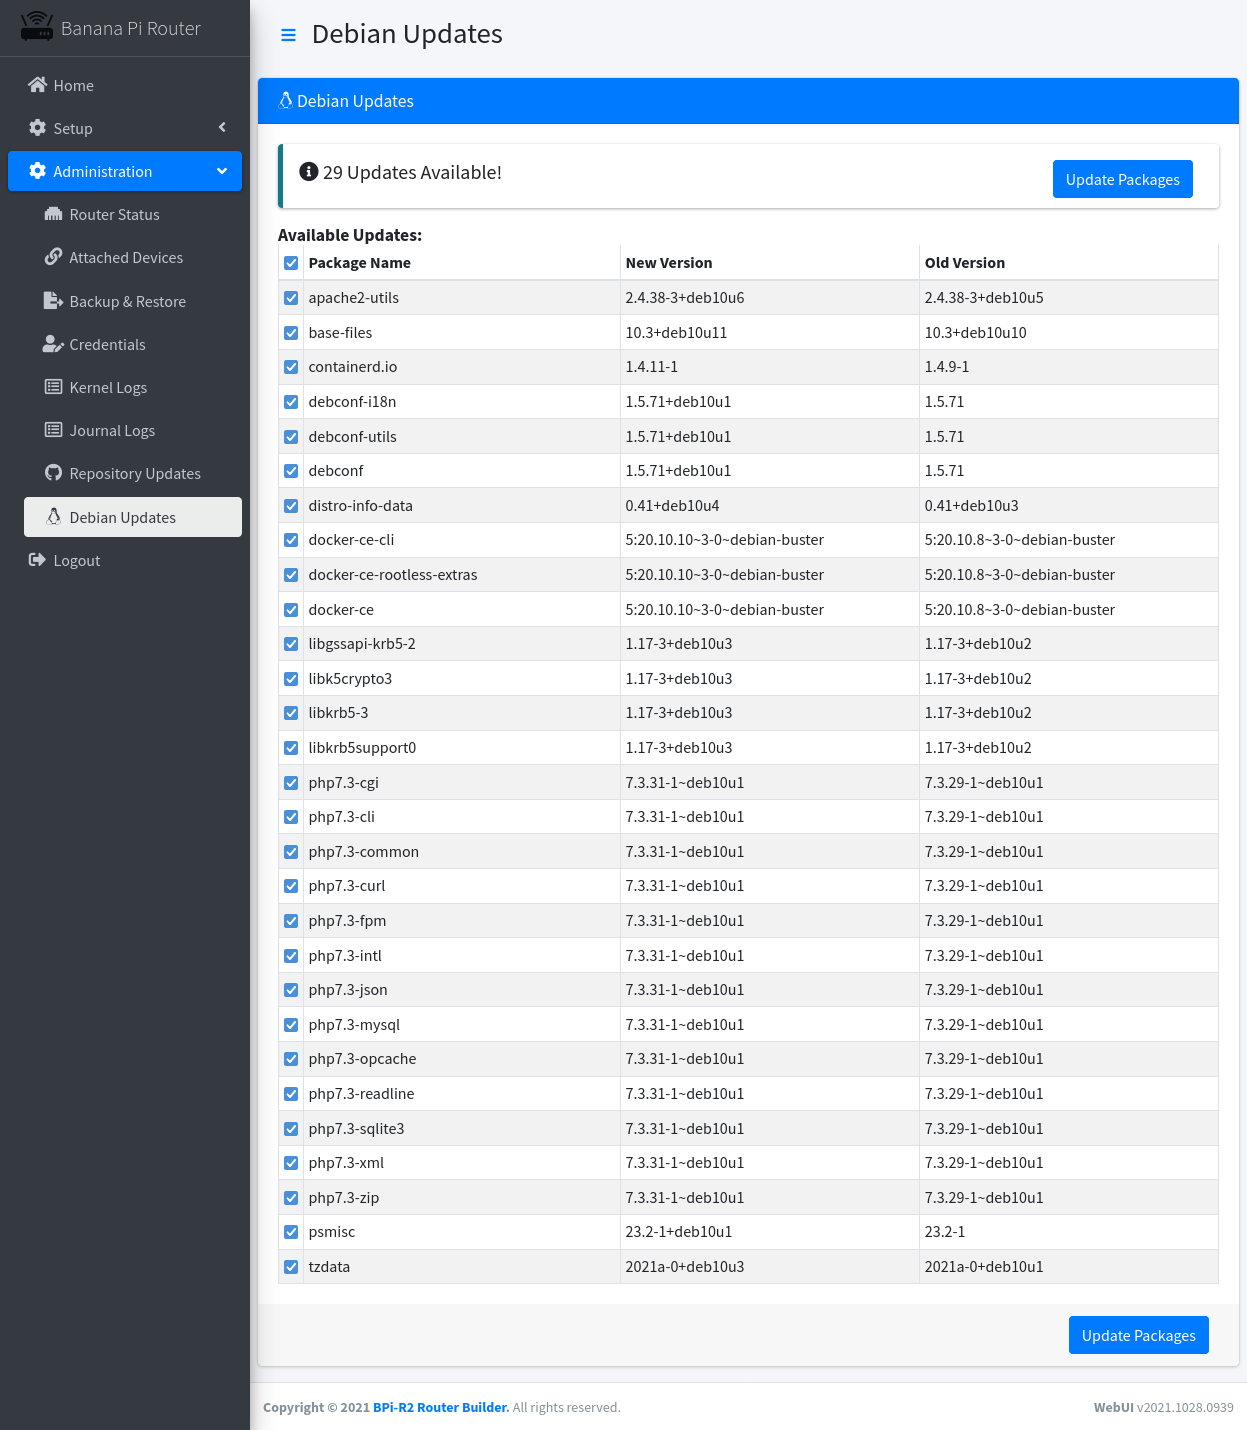 Banana Pi Router
Debian Updates
Home
Setup
Administration
Router Status
Attached Devices
Backup & Restore
Credentials
Kernel Logs
Journal Logs
Repository Updates
Debian Updates
Logout
Debian Updates
29 Updates Available!
Update Packages
Available Updates:
Package Name New Version Old Version
apache2-utils 2.4.38-3+deb10u6 2.4.38-3+deb10u5
base-files 10.3+deb10u11 10.3+deb10u10
containerd.io 1.4.11-1 1.4.9-1
debconf-i18n 1.5.71+deb10u1 1.5.71
debconf-utils 1.5.71+deb10u1 1.5.71
debconf 1.5.71+deb10u1 1.5.71
distro-info-data 0.41+deb10u4 0.41+deb10u3
docker-ce-cli 5:20.10.10~3-0~debian-buster 5:20.10.8~3-0~debian-buster
docker-ce-rootless-extras 5:20.10.10~3-0~debian-buster 5:20.10.8~3-0~debian-buster
docker-ce 5:20.10.10~3-0~debian-buster 5:20.10.8~3-0~debian-buster
libgssapi-krb5-2 1.17-3+deb10u3 1.17-3+deb10u2
libk5crypto3 1.17-3+deb10u3 1.17-3+deb10u2
libkrb5-3 1.17-3+deb10u3 1.17-3+deb10u2
libkrb5support0 1.17-3+deb10u3 1.17-3+deb10u2
php7.3-cgi 7.3.31-1~deb10u1 7.3.29-1~deb10u1
php7.3-cli 7.3.31-1~deb10u1 7.3.29-1~deb10u1
php7.3-common 7.3.31-1~deb10u1 7.3.29-1~deb10u1
php7.3-curl 7.3.31-1~deb10u1 7.3.29-1~deb10u1
php7.3-fpm 7.3.31-1~deb10u1 7.3.29-1~deb10u1
php7.3-intl 7.3.31-1~deb10u1 7.3.29-1~deb10u1
php7.3-json 7.3.31-1~deb10u1 7.3.29-1~deb10u1
php7.3-mysql 7.3.31-1~deb10u1 7.3.29-1~deb10u1
php7.3-opcache 7.3.31-1~deb10u1 7.3.29-1~deb10u1
php7.3-readline 7.3.31-1~deb10u1 7.3.29-1~deb10u1
php7.3-sqlite3 7.3.31-1~deb10u1 7.3.29-1~deb10u1
php7.3-xml 7.3.31-1~deb10u1 7.3.29-1~deb10u1
php7.3-zip 7.3.31-1~deb10u1 7.3.29-1~deb10u1
psmisc 23.2-1+deb10u1 23.2-1
tzdata 2021a-0+deb10u3 2021a-0+deb10u1
Update Packages
Copyright © 2021 BPi-R2 Router Builder. All rights reserved.
WebUI v2021.1028.0939